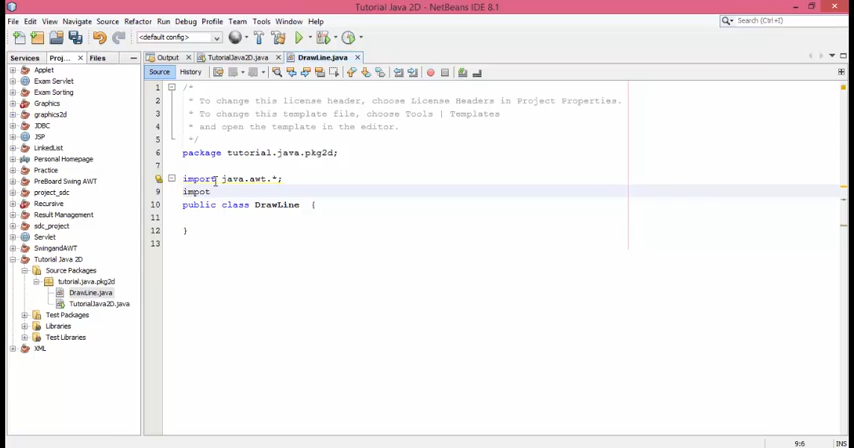 Tutorial Java 2D - NetBeans IDE 8.1
File Edit View Navigate Source Refactor Run Debug Profile Team Tools Window Help
Search (Ctrl+I)
<default config>
Services Proj... Files
Output TutorialJava2D.java DrawLine.java
Source History
Applet
Exam Servlet
Exam Sorting
Graphics
graphics2d
JDBC
JSP
LinkedList
Personal Homepage
Practice
PreBoard Swing AWT
project_sdc
Recursive
Result Management
sdc_project
Servlet
SwingandAWT
Tutorial Java 2D
Source Packages
tutorial.java.pkg2d
DrawLine.java
TutorialJava2D.java
Test Packages
Libraries
Test Libraries
XML
1 /*
2 * To change this license header, choose License Headers in Project Properties.
3 * To change this template file, choose Tools | Templates
4 * and open the template in the editor.
5 */
6 package tutorial.java.pkg2d;
7
import java.awt.*;
9 impot
10 public class DrawLine {
11
12 }
13
9:6 INS